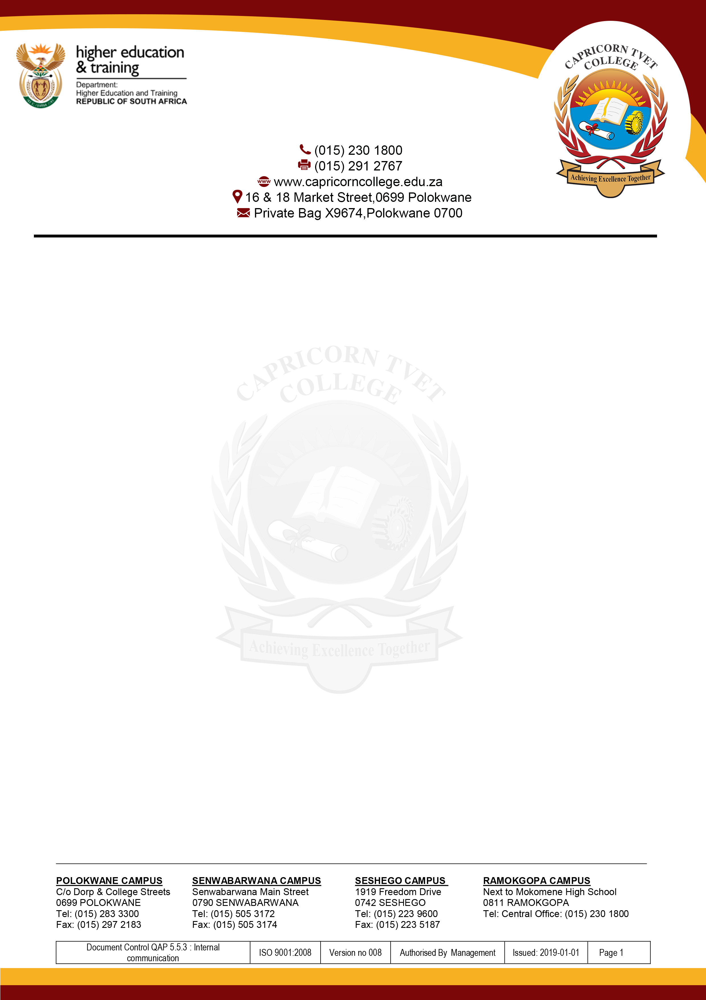 higher education
& training
Department:
Higher Education and Training
REPUBLIC OF SOUTH AFRICA
CAPRICORN TVET
COLLEGE
Achieving Excellence Together
(015) 230 1800
(015) 291 2767
www www.capricorncollege.edu.za
16 & 18 Market Street,0699 Polokwane
Private Bag X9674,Polokwane 0700
CAPRICORN TVET
COLLEGE
Achieving Excellence Together
POLOKWANE CAMPUS
C/o Dorp & College Streets
0699 POLOKWANE
Tel: (015) 283 3300
Fax: (015) 297 2183
SENWABARWANA CAMPUS
Senwabarwana Main Street
0790 SENWABARWANA
Tel: (015) 505 3172
Fax: (015) 505 3174
SESHEGO CAMPUS
1919 Freedom Drive
0742 SESHEGO
Tel: (015) 223 9600
Fax: (015) 223 5187
RAMOKGOPA CAMPUS
Next to Mokomene High School
0811 RAMOKGOPA
Tel: Central Office: (015) 230 1800
Document Control QAP 5.5.3 : Internal
communication
ISO 9001:2008
Version no 008
Authorised By Management
Issued: 2019-01-01
Page 1